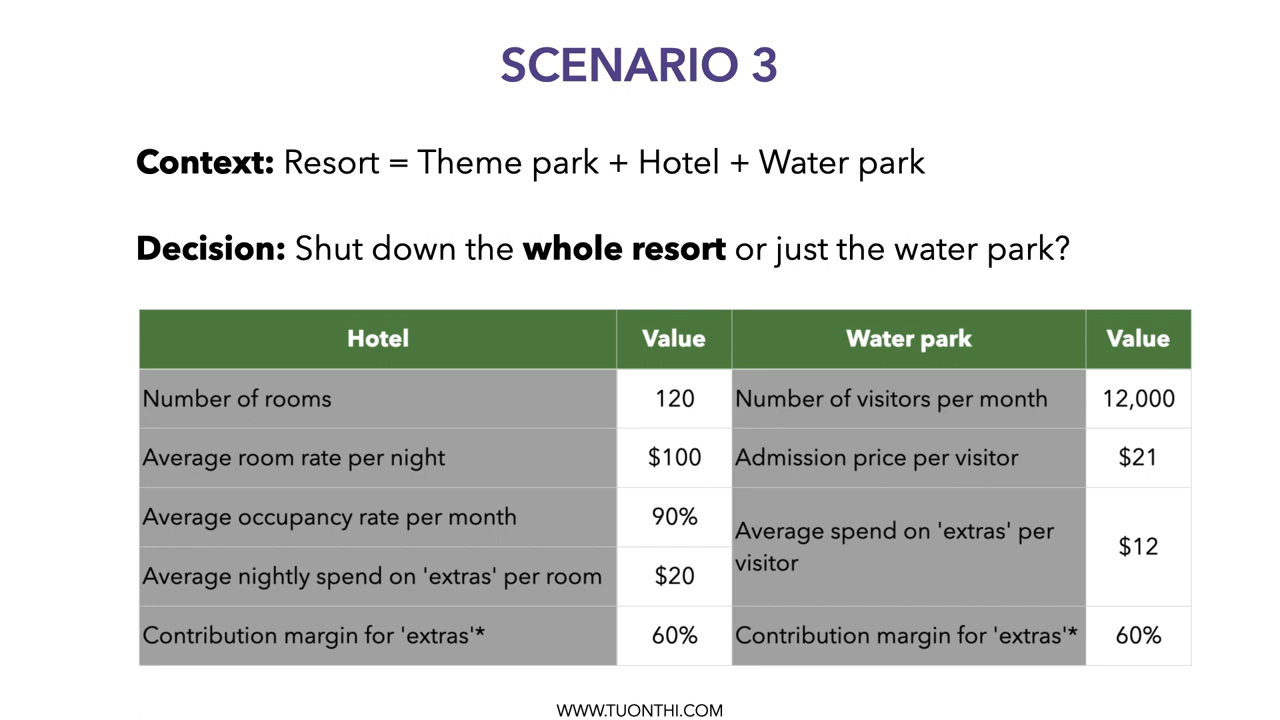 SCENARIO 3
Context: Resort = Theme park + Hotel + Water park
Decision: Shut down the whole resort or just the water park?
Hotel Value Water park Value
Number of rooms 120 Number of visitors per month 12,000
Average room rate per night $100 Admission price per visitor $21
Average occupancy rate per month 90% Average spend on 'extras' per
visitor $12
Average nightly spend on 'extras' per room $20
Contribution margin for 'extras'* 60% Contribution margin for 'extras'* 60%
WWW.TUONTHI.COM